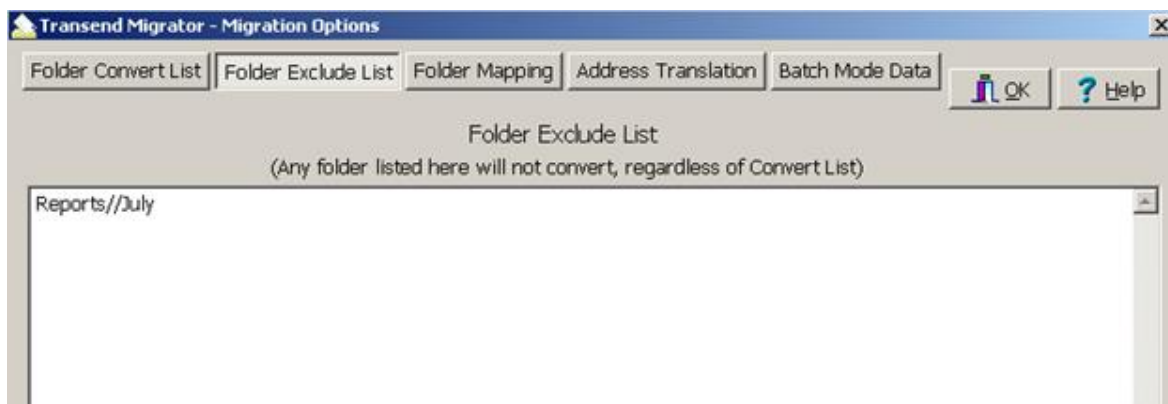 Transend Migrator - Migration Options
Folder Convert List Folder Exclude List Folder Mapping Address Translation Batch Mode Data OK ? Help
Folder Exclude List
(Any folder listed here will not convert, regardless of Convert List)
Reports//July